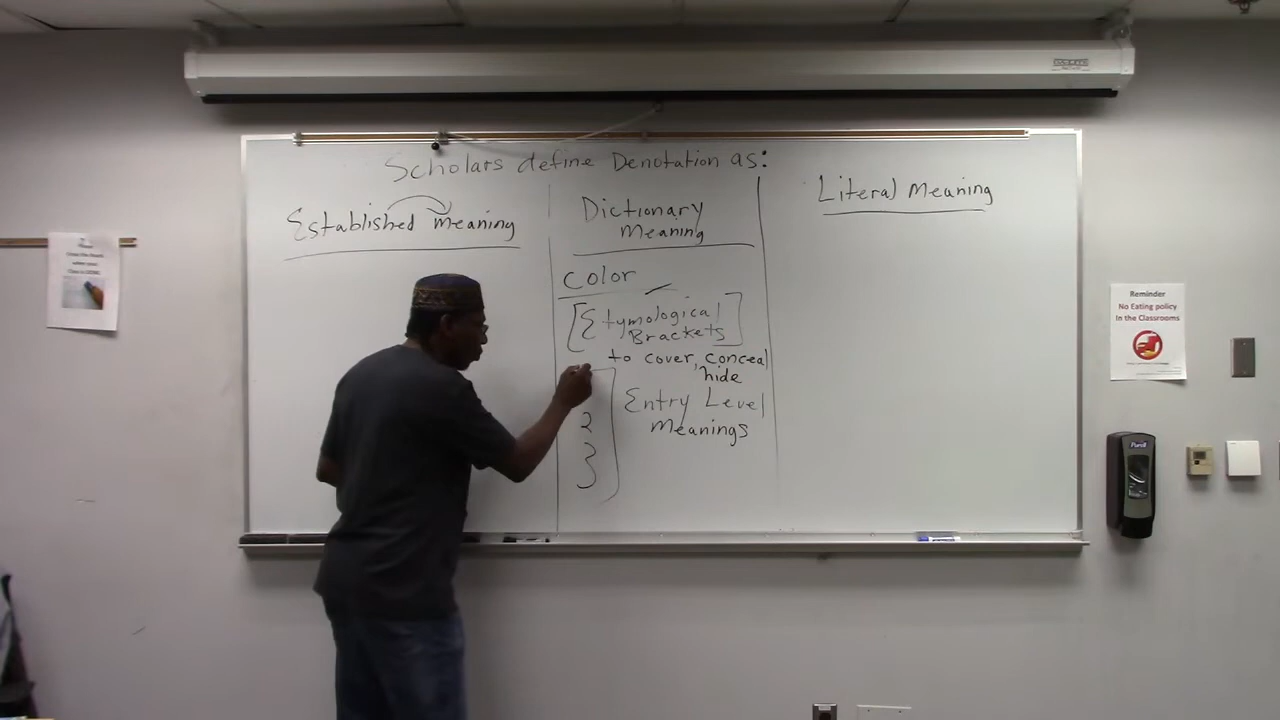 Scholars define Denotation as:
Established meaning
Dictionary
Meaning
color
[Etymological
Brackets]
to cover, conceal
hide
2
3
Entry Level
Meanings
Literal Meaning
Reminder
No Eating policy
In the Classrooms
Purell